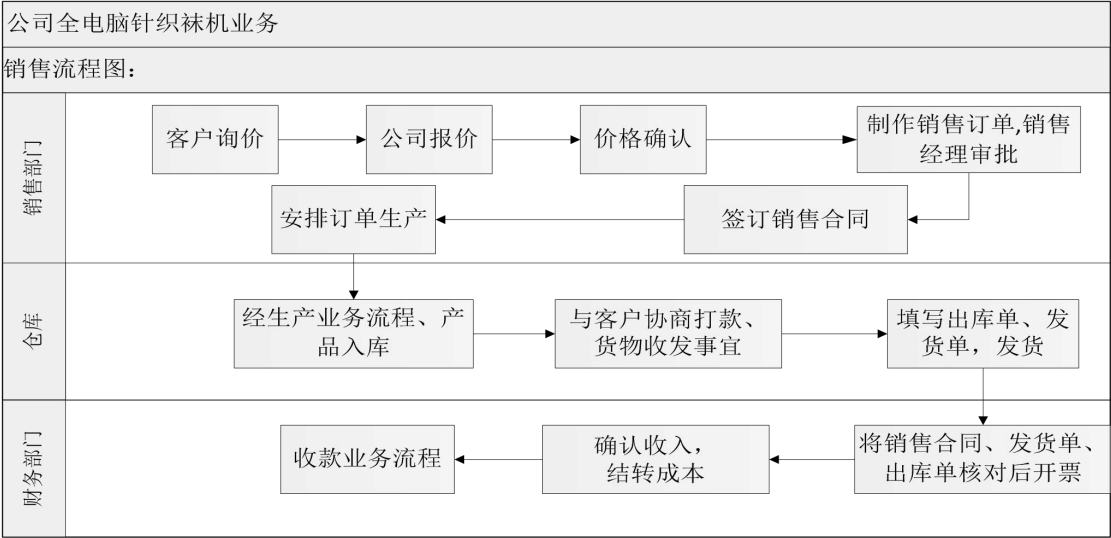 公司全电脑针织袜机业务
销售流程图：
销售部门
客户询价
公司报价
价格确认
制作销售订单,销售
经理审批
签订销售合同
安排订单生产
仓库
经生产业务流程、产
品入库
与客户协商打款、
货物收发事宜
填写出库单、发
货单，发货
财务部门
将销售合同、发货单、
出库单核对后开票
确认收入，
结转成本
收款业务流程